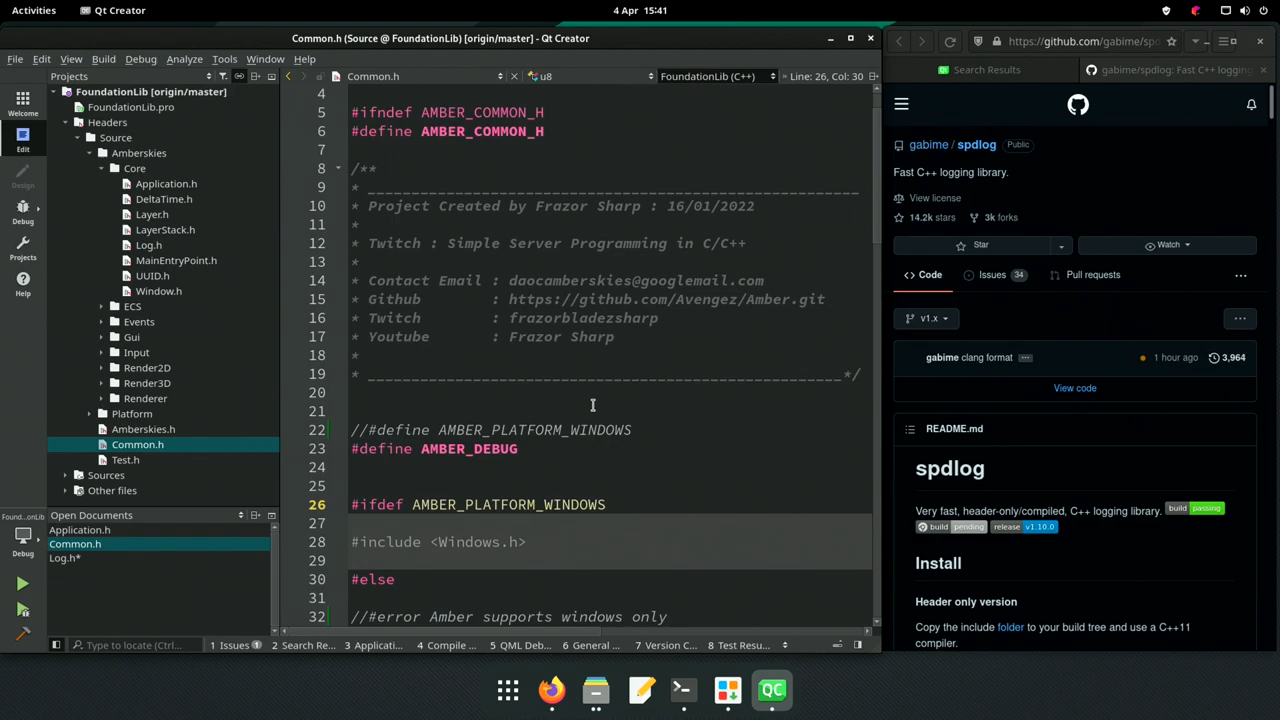 Activities
Qt Creator
4 Apr 15:41
Common.h (Source @ FoundationLib) [origin/master] - Qt Creator
File Edit View Build Debug Analyze Tools Window Help
Projects
Common.h
u8
FoundationLib (C++)
Line: 26, Col: 30
Welcome
Edit
Design
Debug
Projects
Help
Found...onLib
Debug
FoundationLib [origin/master]
FoundationLib.pro
Headers
Source
Amberskies
Core
Application.h
DeltaTime.h
Layer.h
LayerStack.h
Log.h
MainEntryPoint.h
UUID.h
Window.h
ECS
Events
Gui
Input
Render2D
Render3D
Renderer
Platform
Amberskies.h
Common.h
Test.h
Sources
Other files
Open Documents
Application.h
Common.h
Log.h*
4
5 #ifndef AMBER_COMMON_H
6 #define AMBER_COMMON_H
7
8 /**
9 * ________________________________________________________
10 * Project Created by Frazor Sharp : 16/01/2022
11 *
12 * Twitch : Simple Server Programming in C/C++
13 *
14 * Contact Email : daocamberskies@googlemail.com
15 * Github : https://github.com/Avengez/Amber.git
16 * Twitch : frazorbladezsharp
17 * Youtube : Frazor Sharp
18 *
19 * ______________________________________________________*/
20
21
22 //#define AMBER_PLATFORM_WINDOWS
23 #define AMBER_DEBUG
24
25
26 #ifdef AMBER_PLATFORM_WINDOWS
27
28 #include <Windows.h>
29
30 #else
31
32 //#error Amber supports windows only
Type to locate (Ctrl...
1 Issues 1
2 Search Re...
3 Applicati...
4 Compile ...
5 QML Deb...
6 General ...
7 Version C...
8 Test Resu...
https://github.com/gabime/spd
Search Results
gabime/spdlog: Fast C++ logging
gabime / spdlog Public
Fast C++ logging library.
View license
14.2k stars 3k forks
Star
Watch
Code
Issues 34
Pull requests
...
v1.x
...
gabime clang format ...
1 hour ago
3,964
View code
README.md
spdlog
Very fast, header-only/compiled, C++ logging library. build passing
build pending release v1.10.0
Install
Header only version
Copy the include folder to your build tree and use a C++11
compiler.
QC